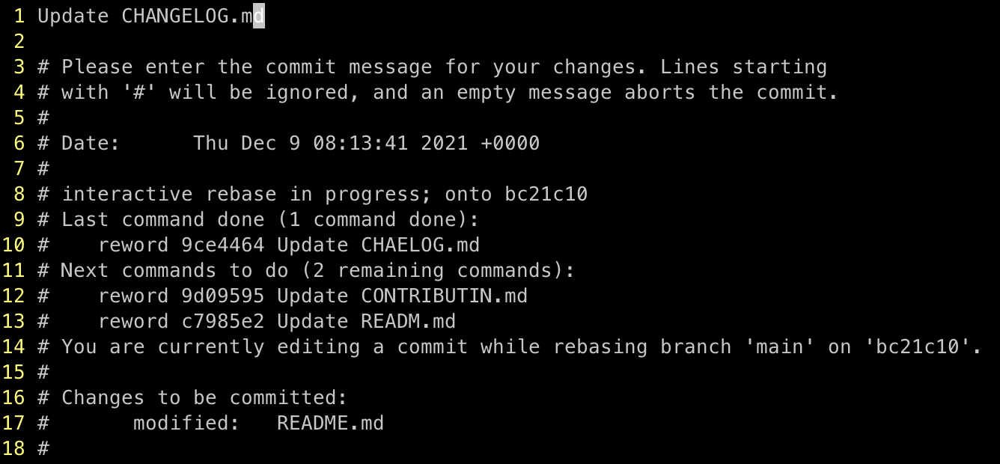 1 Update CHANGELOG.md
2
3 # Please enter the commit message for your changes. Lines starting
4 # with '#' will be ignored, and an empty message aborts the commit.
5 #
6 # Date:      Thu Dec 9 08:13:41 2021 +0000
7 #
8 # interactive rebase in progress; onto bc21c10
9 # Last command done (1 command done):
10 #    reword 9ce4464 Update CHAELOG.md
11 # Next commands to do (2 remaining commands):
12 #    reword 9d09595 Update CONTRIBUTIN.md
13 #    reword c7985e2 Update READM.md
14 # You are currently editing a commit while rebasing branch 'main' on 'bc21c10'.
15 #
16 # Changes to be committed:
17 #       modified:   README.md
18 #